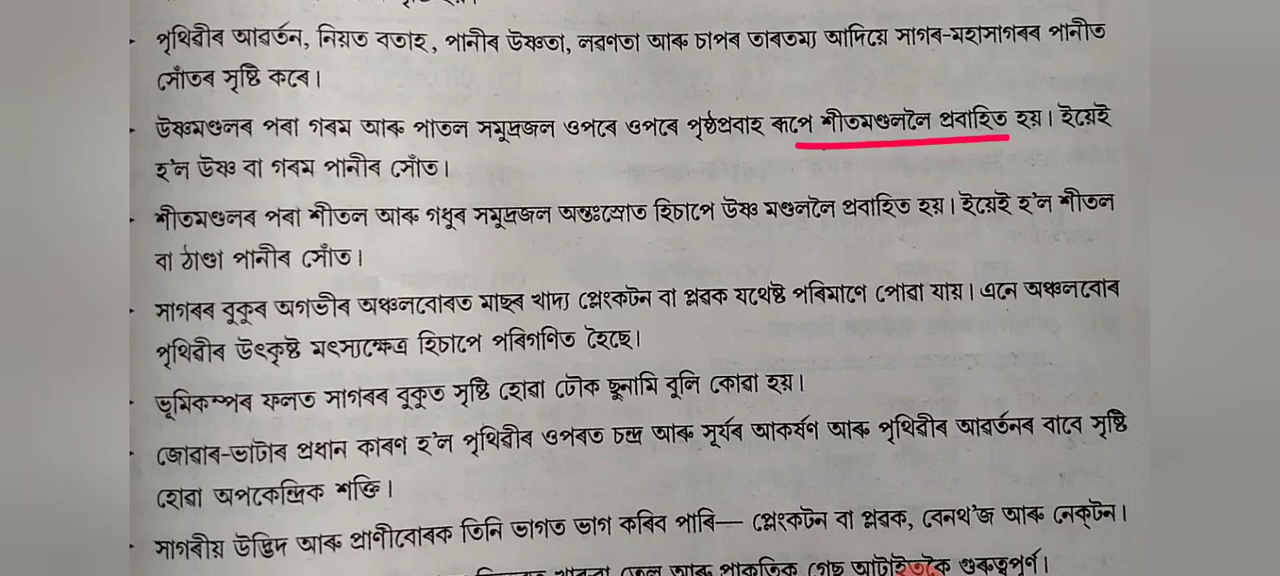 পৃথিৱীৰ আৱৰ্তন, নিয়ত বতাহ, পানীৰ উষ্ণতা, লৱণতা আৰু চাপৰ তাৰতম্য আদিয়ে সাগৰ-মহাসাগৰৰ পানীত
সোঁতৰ সৃষ্টি কৰে।
উষ্ণমণ্ডলৰ পৰা গৰম আৰু পাতল সমুদ্ৰজল ওপৰে ওপৰে পৃষ্ঠপ্ৰবাহ ৰূপে শীতমণ্ডললৈ প্ৰবাহিত হয়। ইয়েই
হ'ল উষ্ণ বা গৰম পানীৰ সোঁত।
শীতমণ্ডলৰ পৰা শীতল আৰু গধুৰ সমুদ্ৰজল অন্তঃস্ৰোত হিচাপে উষ্ণ মণ্ডললৈ প্ৰবাহিত হয়। ইয়েই হ'ল শীতল
বা ঠাণ্ডা পানীৰ সোঁত।
সাগৰৰ বুকুৰ অগভীৰ অঞ্চলবোৰত মাছৰ খাদ্য প্লেংকটন বা প্লৱক যথেষ্ট পৰিমাণে পোৱা যায়। এনে অঞ্চলবোৰ
পৃথিৱীৰ উৎকৃষ্ট মৎস্যক্ষেত্ৰ হিচাপে পৰিগণিত হৈছে।
ভূমিকম্পৰ ফলত সাগৰৰ বুকুত সৃষ্টি হোৱা ঢৌক ছুনামি বুলি কোৱা হয়।
জোৱাৰ-ভাটাৰ প্ৰধান কাৰণ হ'ল পৃথিৱীৰ ওপৰত চন্দ্ৰ আৰু সূৰ্যৰ আকৰ্ষণ আৰু পৃথিৱীৰ আৱৰ্তনৰ বাবে সৃষ্টি
হোৱা অপকেন্দ্ৰিক শক্তি।
সাগৰীয় উদ্ভিদ আৰু প্ৰাণীবোৰক তিনি ভাগত ভাগ কৰিব পাৰি— প্লেংকটন বা প্লৱক, বেনথ'জ আৰু নেক্‌টন।
তেল আৰু প্ৰাকৃতিক গেছ আটাইতকৈ গুৰুত্বপূৰ্ণ।